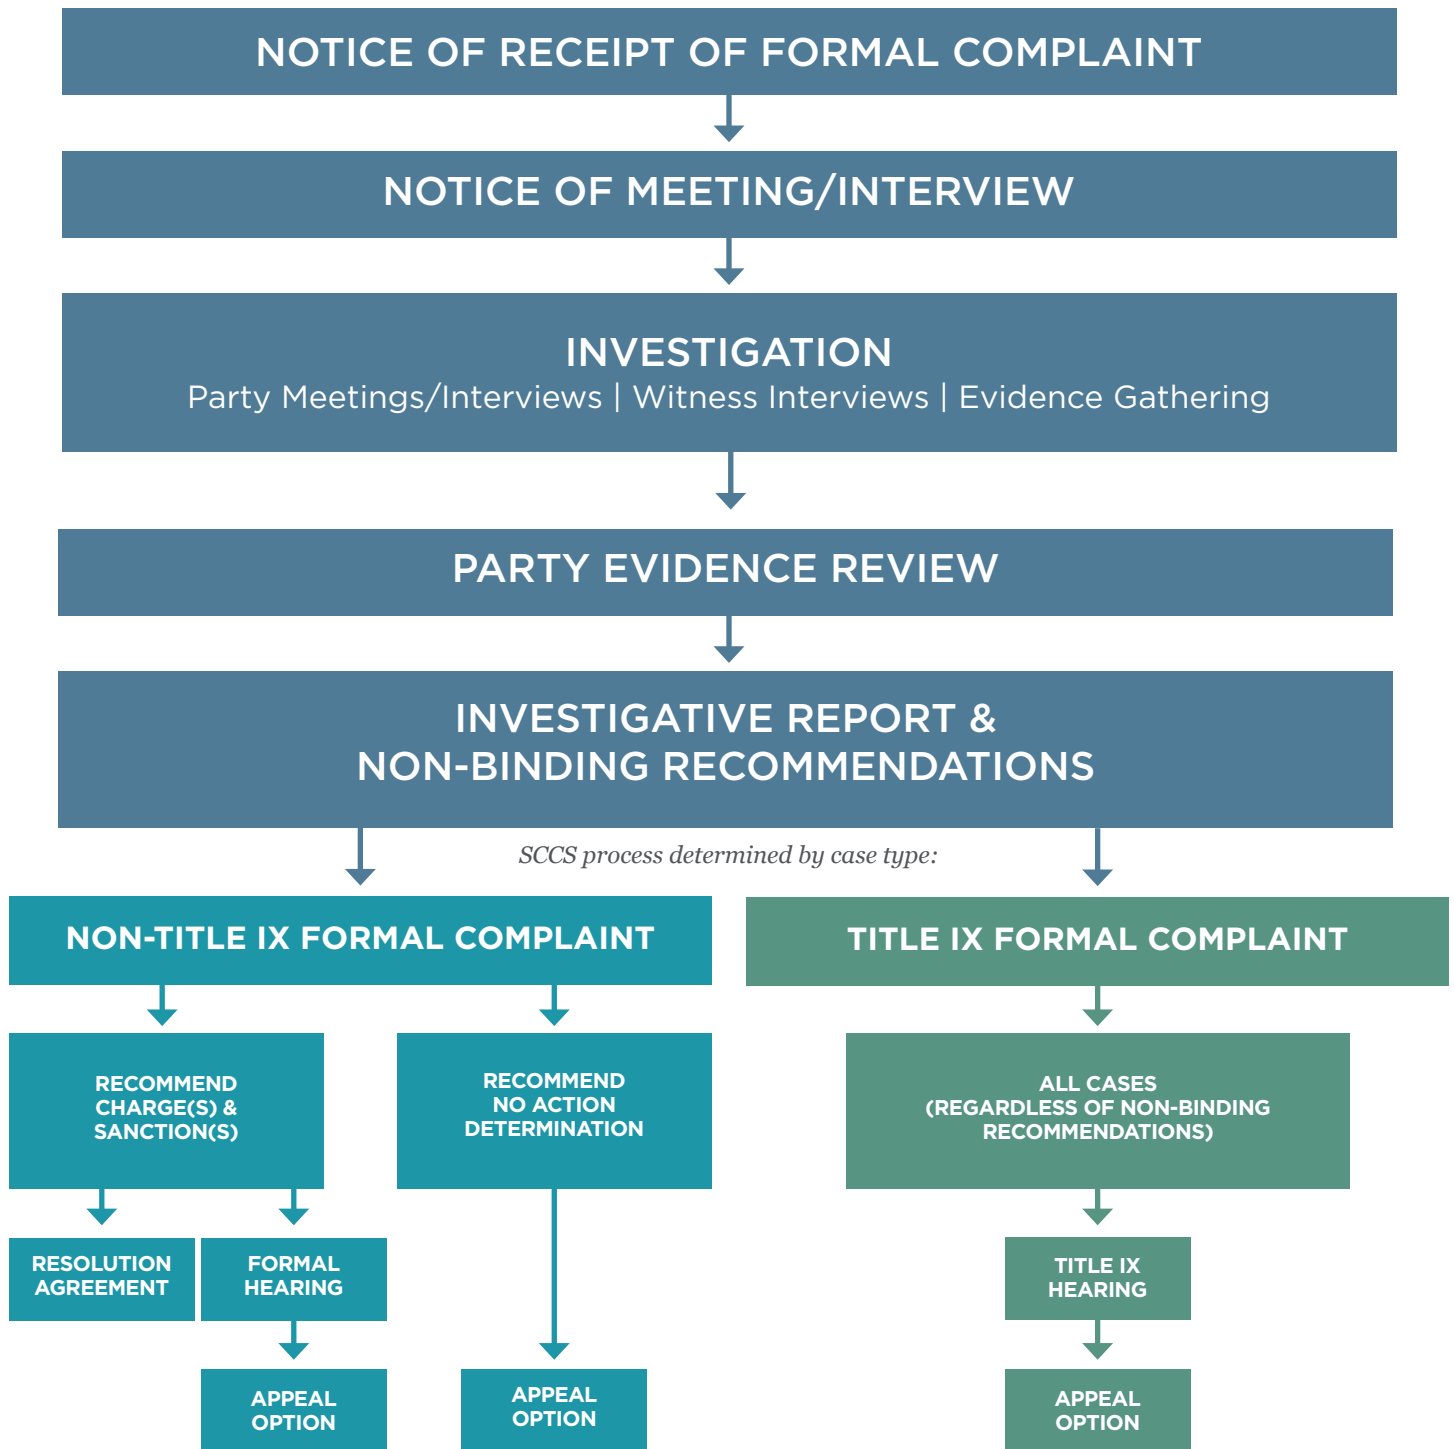 NOTICE OF RECEIPT OF FORMAL COMPLAINT
NOTICE OF MEETING/INTERVIEW
INVESTIGATION
Party Meetings/Interviews | Witness Interviews | Evidence Gathering
PARTY EVIDENCE REVIEW
INVESTIGATIVE REPORT &
NON-BINDING RECOMMENDATIONS
SCCS process determined by case type:
NON-TITLE IX FORMAL COMPLAINT
RECOMMEND
CHARGE(S) &
SANCTION(S)
RECOMMEND
NO ACTION
DETERMINATION
RESOLUTION
AGREEMENT
FORMAL
HEARING
APPEAL
OPTION
APPEAL
OPTION
TITLE IX FORMAL COMPLAINT
ALL CASES
(REGARDLESS OF NON-BINDING
RECOMMENDATIONS)
TITLE IX
HEARING
APPEAL
OPTION